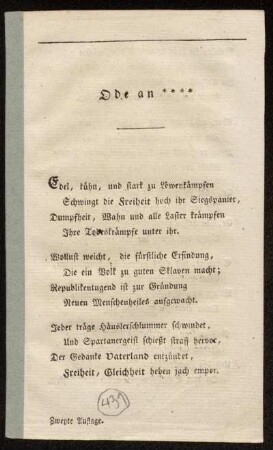 Ode an ****
Edel, kühn, und stark zu Löwenkämpfen
Schwingt die Freiheit hoch ihr Siegspanier,
Dumpfheit, Wahn und alle Laster krämpfen
Ihre Todeskrämpfe unter ihr.
Wollust weicht, die fürstliche Erfindung,
Die ein Volk zu guten Sklaven macht;
Republikentugend ist zur Gründung
Neuen Menschenheiles aufgewacht.
Jeder träge Häuslerschlummer schwindet,
Und Spartanergeist schießt straff hervor,
Der Gedanke Vaterland entzündet,
Freiheit, Gleichheit heben jach empor.
437
Zweyte Auflage.